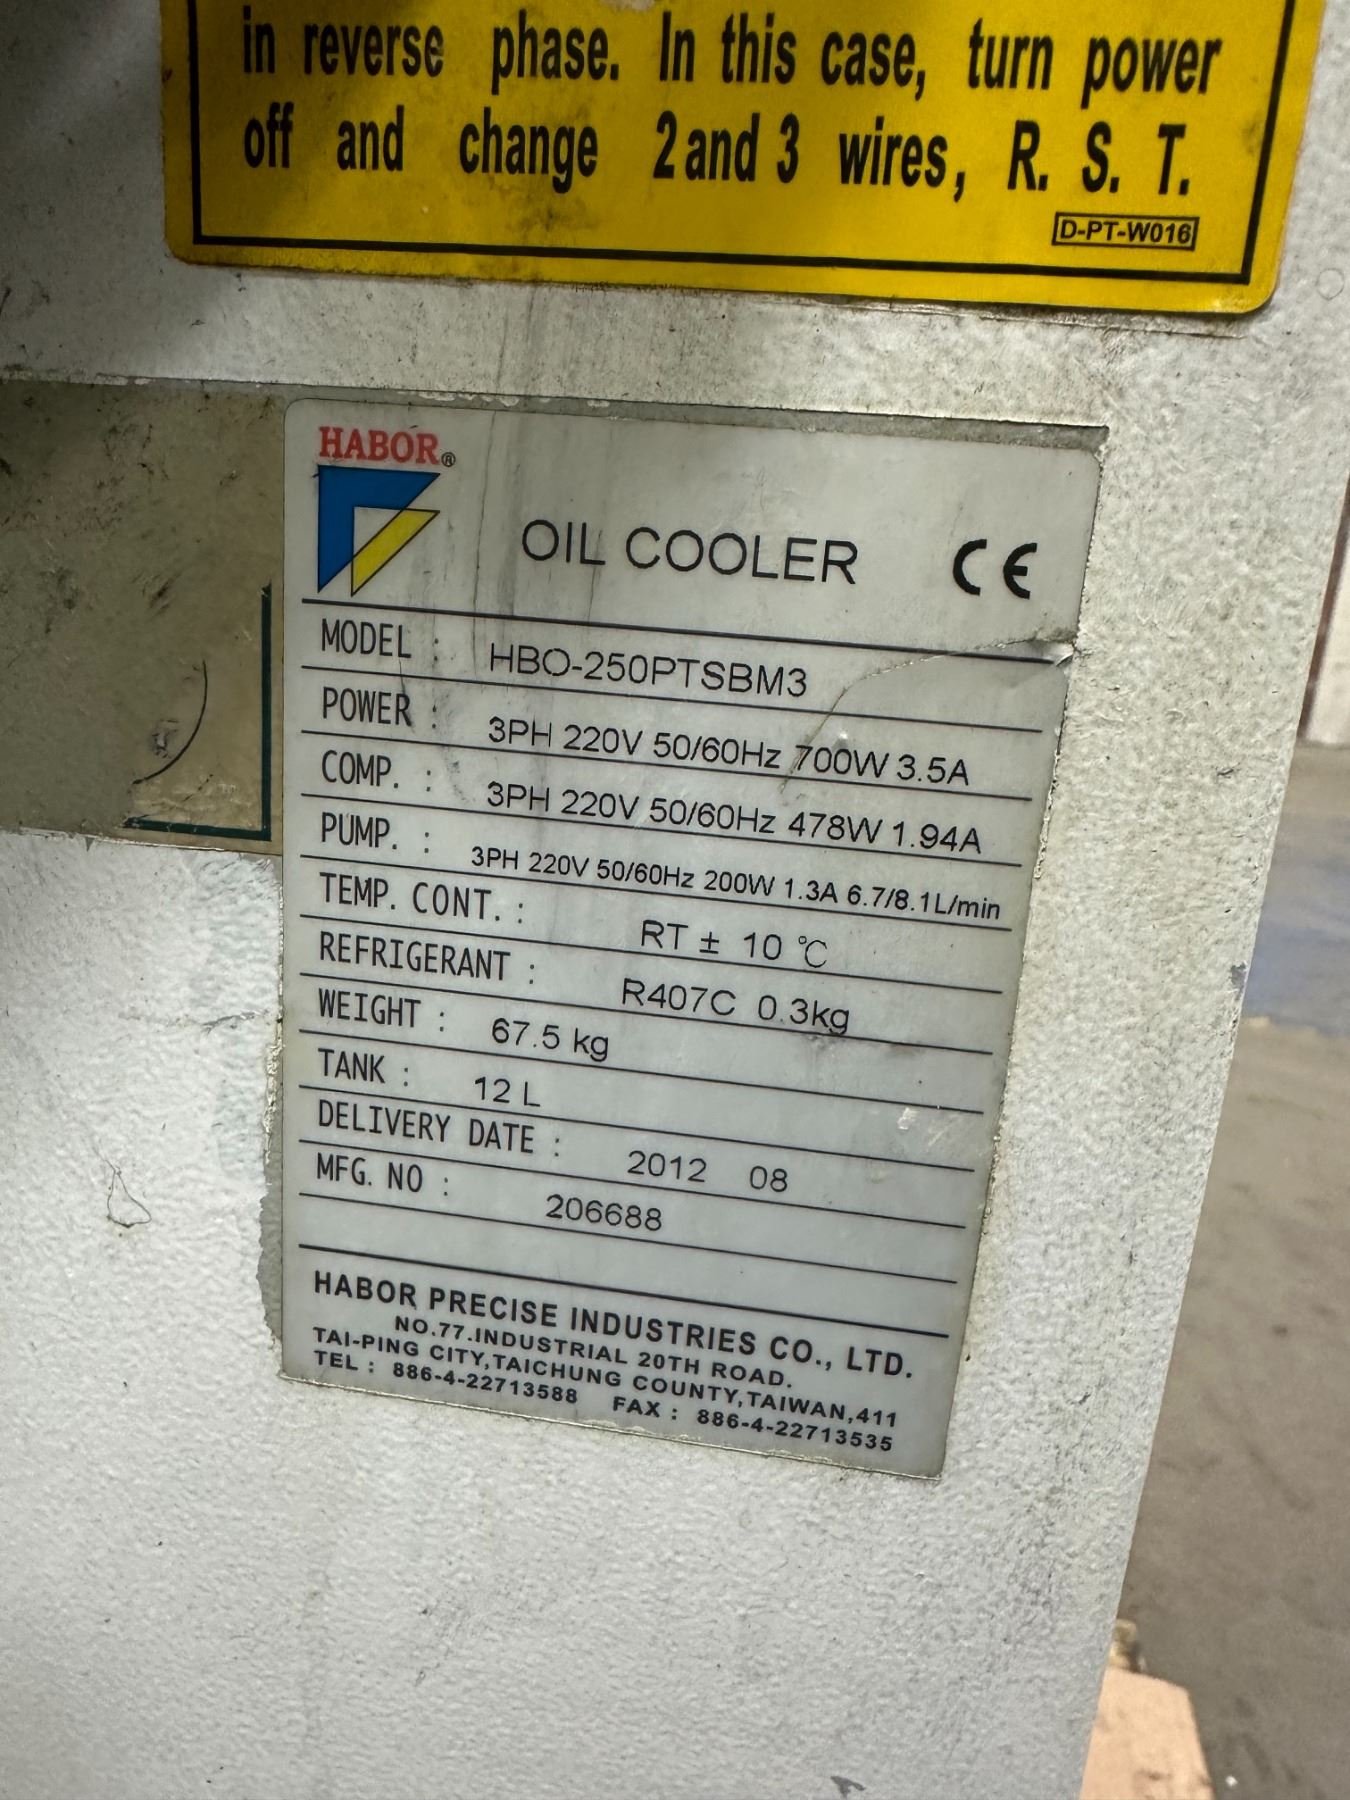 in reverse phase. In this case, turn power
off and change 2 and 3 wires, R. S. T.
D-PT-W016
HABOR®
OIL COOLER CE
MODEL : HBO-250PTSBM3
POWER : 3PH 220V 50/60Hz 700W 3.5A
COMP. : 3PH 220V 50/60Hz 478W 1.94A
PUMP. : 3PH 220V 50/60Hz 200W 1.3A 6.7/8.1L/min
TEMP. CONT. : RT ± 10 ℃
REFRIGERANT : R407C 0.3kg
WEIGHT : 67.5 kg
TANK : 12 L
DELIVERY DATE : 2012 08
MFG. NO : 206688
HABOR PRECISE INDUSTRIES CO., LTD.
NO.77.INDUSTRIAL 20TH ROAD.
TAI-PING CITY,TAICHUNG COUNTY,TAIWAN,411
TEL : 886-4-22713588 FAX : 886-4-22713535